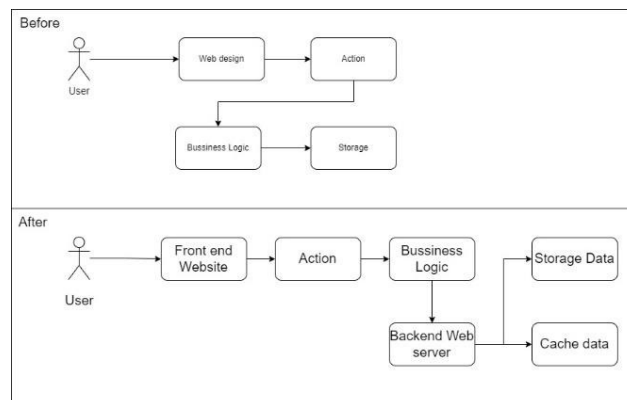 Before
User
Web design
Action
Bussiness Logic
Storage
After
User
Front end
Website
Action
Bussiness
Logic
Backend Web
server
Storage Data
Cache data